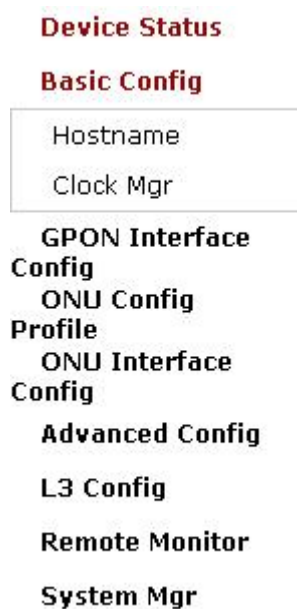 Device Status
Basic Config
Hostname
Clock Mgr
GPON Interface
Config
ONU Config
Profile
ONU Interface
Config
Advanced Config
L3 Config
Remote Monitor
System Mgr